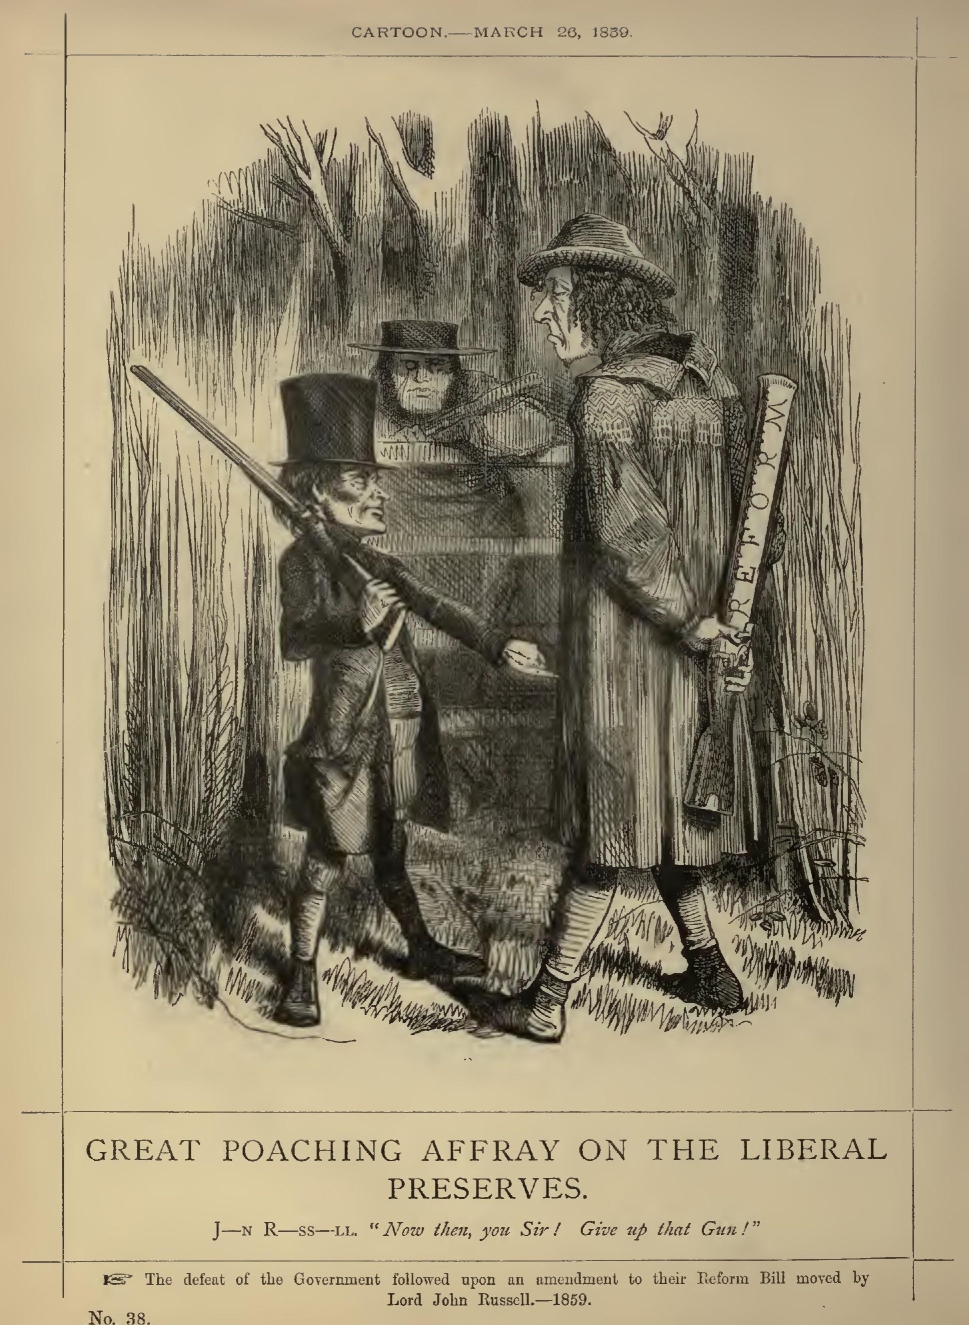 CARTOON.—MARCH 26, 1859.
REFORM
GREAT POACHING AFFRAY ON THE LIBERAL
PRESERVES.
J—N R—SS—LL. "Now then, you Sir! Give up that Gun!"
☞ The defeat of the Government followed upon an amendment to their Reform Bill moved by
Lord John Russell.—1859.
No. 38.